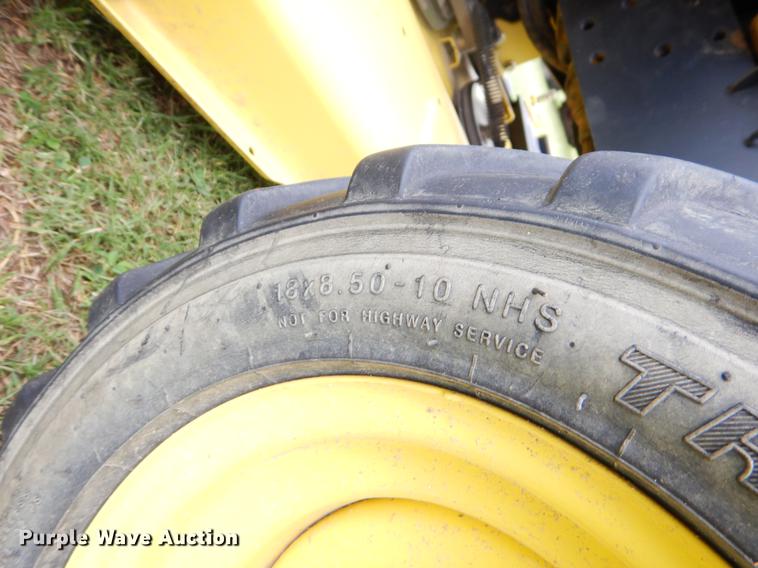 18x8.50-10 NHS
NOT FOR HIGHWAY SERVICE
Purple Wave Auction